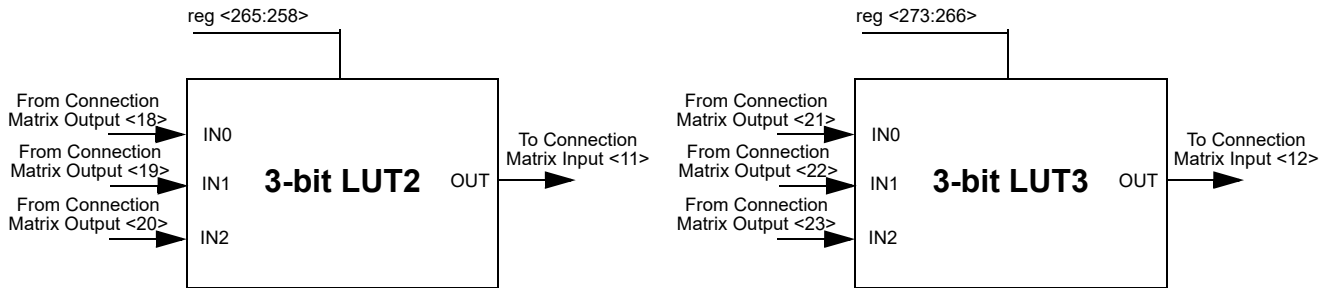 reg <265:258>
From Connection
Matrix Output <18>
IN0
From Connection
Matrix Output <19>
IN1
From Connection
Matrix Output <20>
IN2
3-bit LUT2
OUT
To Connection
Matrix Input <11>
reg <273:266>
From Connection
Matrix Output <21>
IN0
From Connection
Matrix Output <22>
IN1
From Connection
Matrix Output <23>
IN2
3-bit LUT3
OUT
To Connection
Matrix Input <12>